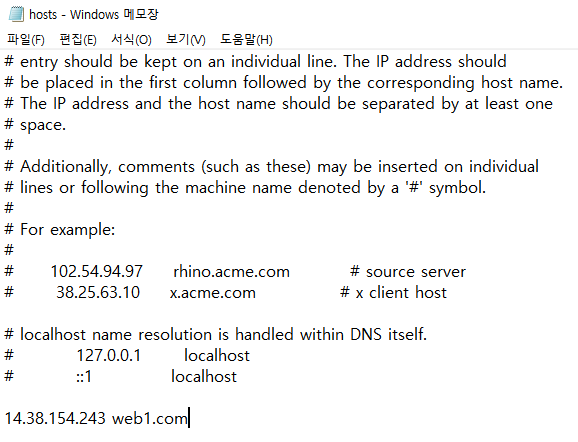 hosts - Windows 메모장
파일(F) 편집(E) 서식(O) 보기(V) 도움말(H)
# entry should be kept on an individual line. The IP address should
# be placed in the first column followed by the corresponding host name.
# The IP address and the host name should be separated by at least one
# space.
#
# Additionally, comments (such as these) may be inserted on individual
# lines or following the machine name denoted by a '#' symbol.
#
# For example:
#
# 102.54.94.97 rhino.acme.com # source server
# 38.25.63.10 x.acme.com # x client host

# localhost name resolution is handled within DNS itself.
# 127.0.0.1 localhost
# ::1 localhost

14.38.154.243 web1.com